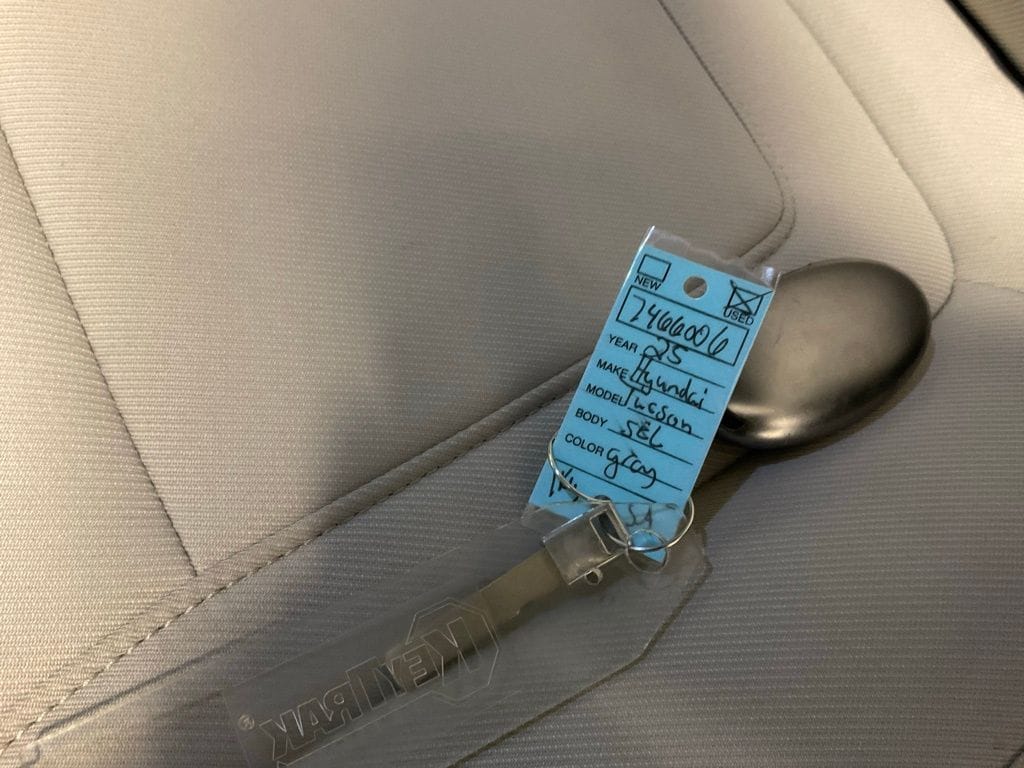 NEW
USED
2466006
YEAR 25
MAKE Hyundai
MODEL Tucson
BODY SEL
COLOR Gray
KEYTRAK®